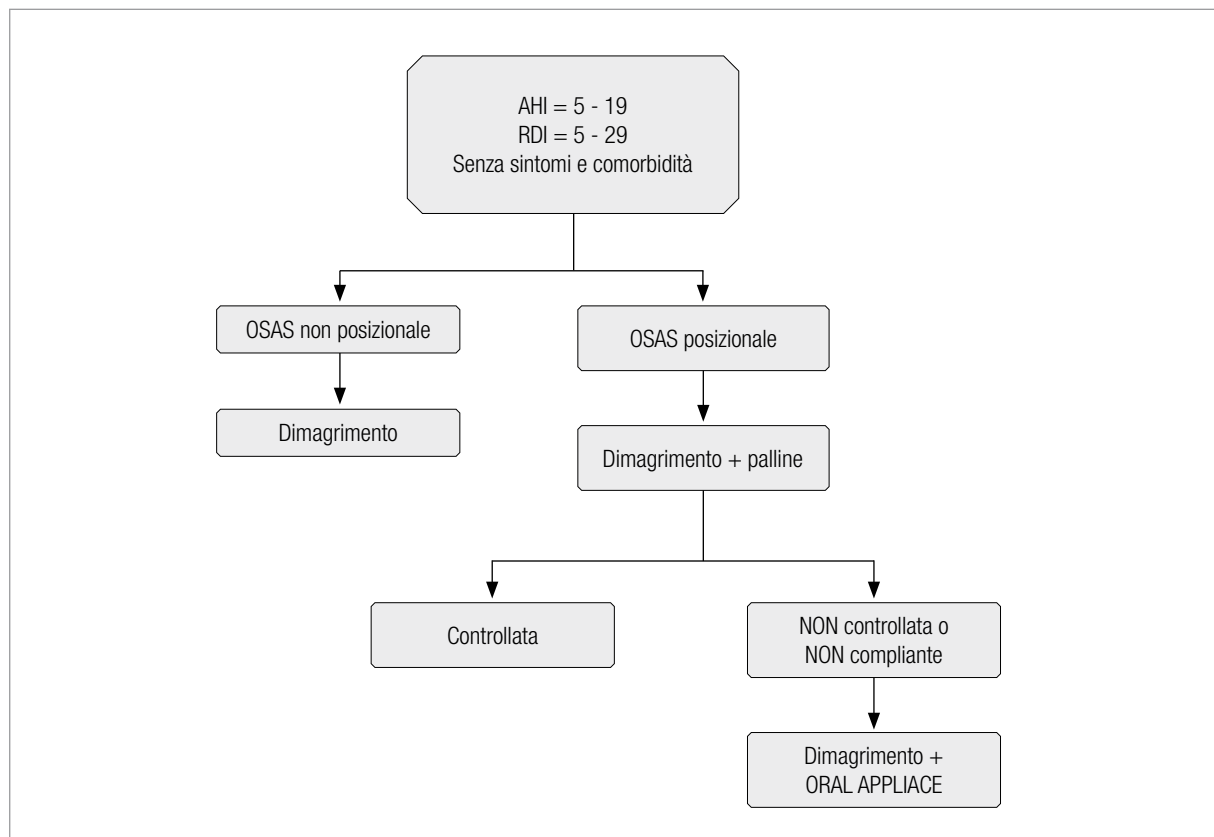 AHI = 5 - 19
RDI = 5 - 29
Senza sintomi e comorbidità
OSAS non posizionale
OSAS posizionale
Dimagrimento
Dimagrimento + palline
Controllata
NON controllata o
NON compliante
Dimagrimento +
ORAL APPLIACE